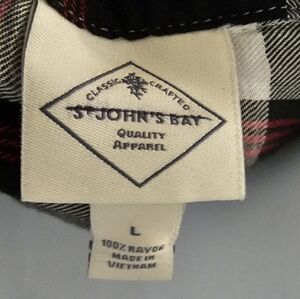 CLASSIC CRAFTED
ST JOHN'S BAY
QUALITY
APPAREL
L
100% RAYON
MADE IN
VIETNAM